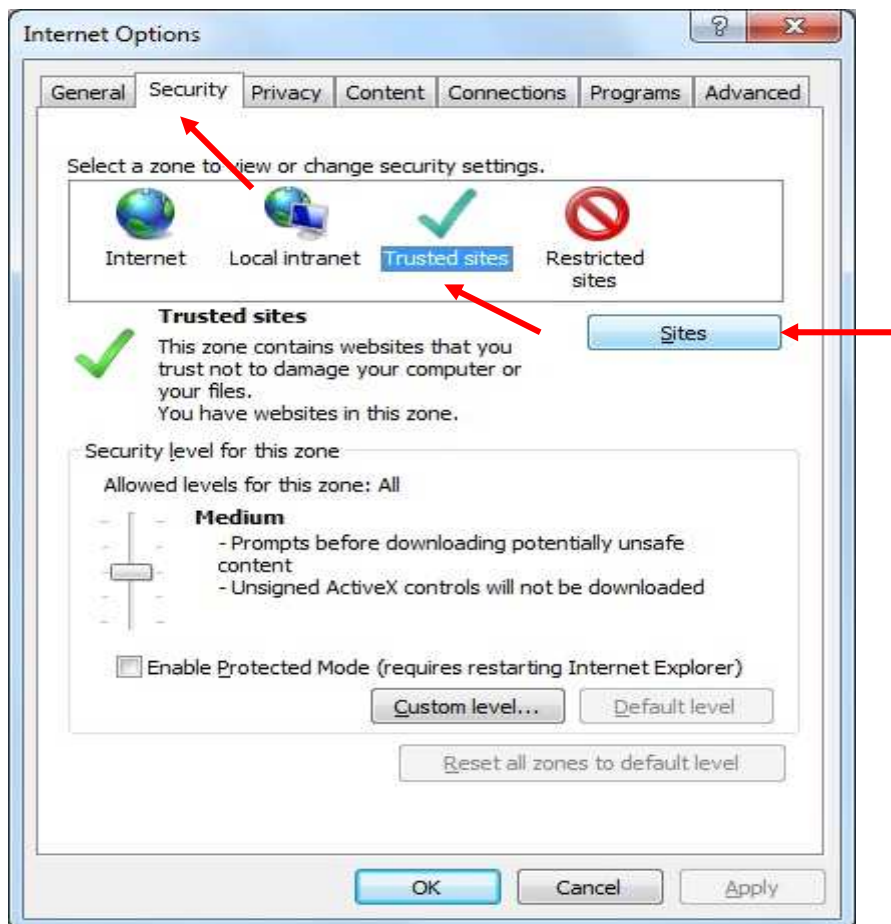 Internet Options
General Security Privacy Content Connections Programs Advanced
Select a zone to view or change security settings.
Internet Local intranet Trusted sites Restricted
sites
Trusted sites
Sites
This zone contains websites that you
trust not to damage your computer or
your files.
You have websites in this zone.
Security level for this zone
Allowed levels for this zone: All
Medium
- Prompts before downloading potentially unsafe
content
- Unsigned ActiveX controls will not be downloaded
Enable Protected Mode (requires restarting Internet Explorer)
Custom level... Default level
Reset all zones to default level
OK Cancel Apply